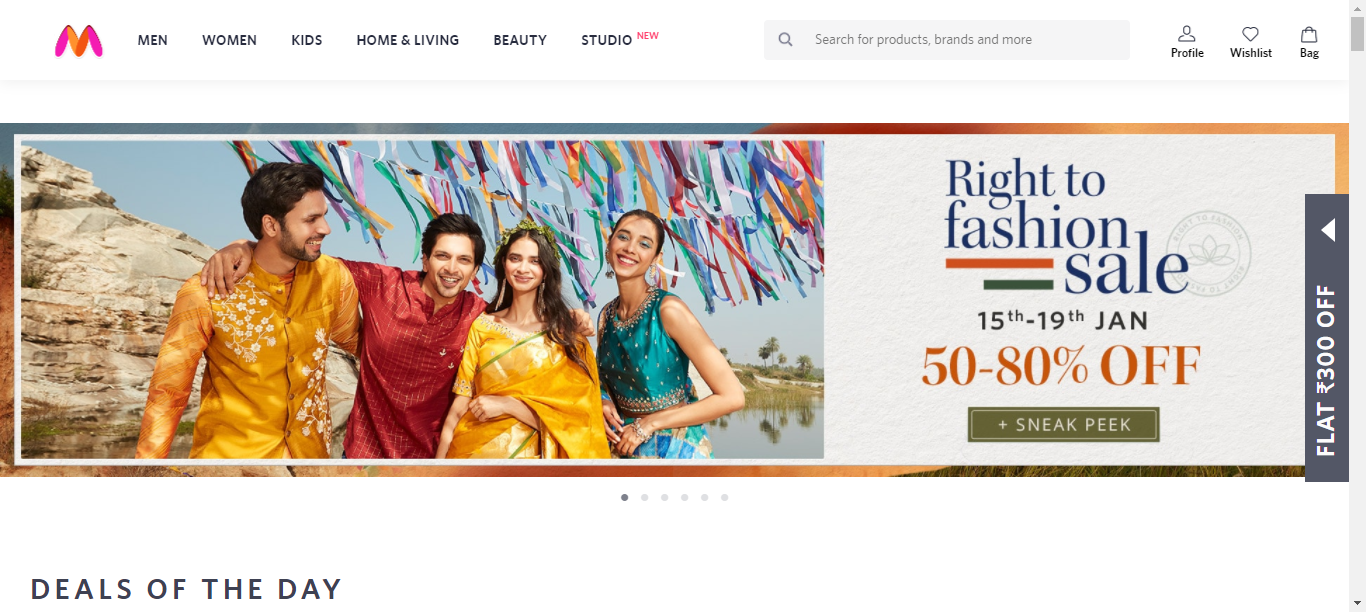 MEN WOMEN KIDS HOME & LIVING BEAUTY STUDIO NEW
Search for products, brands and more
Profile Wishlist Bag
Right to
fashion
sale
RIGHT TO FASHION
15th-19th JAN
50-80% OFF
+ SNEAK PEEK
FLAT ₹300 OFF
DEALS OF THE DAY